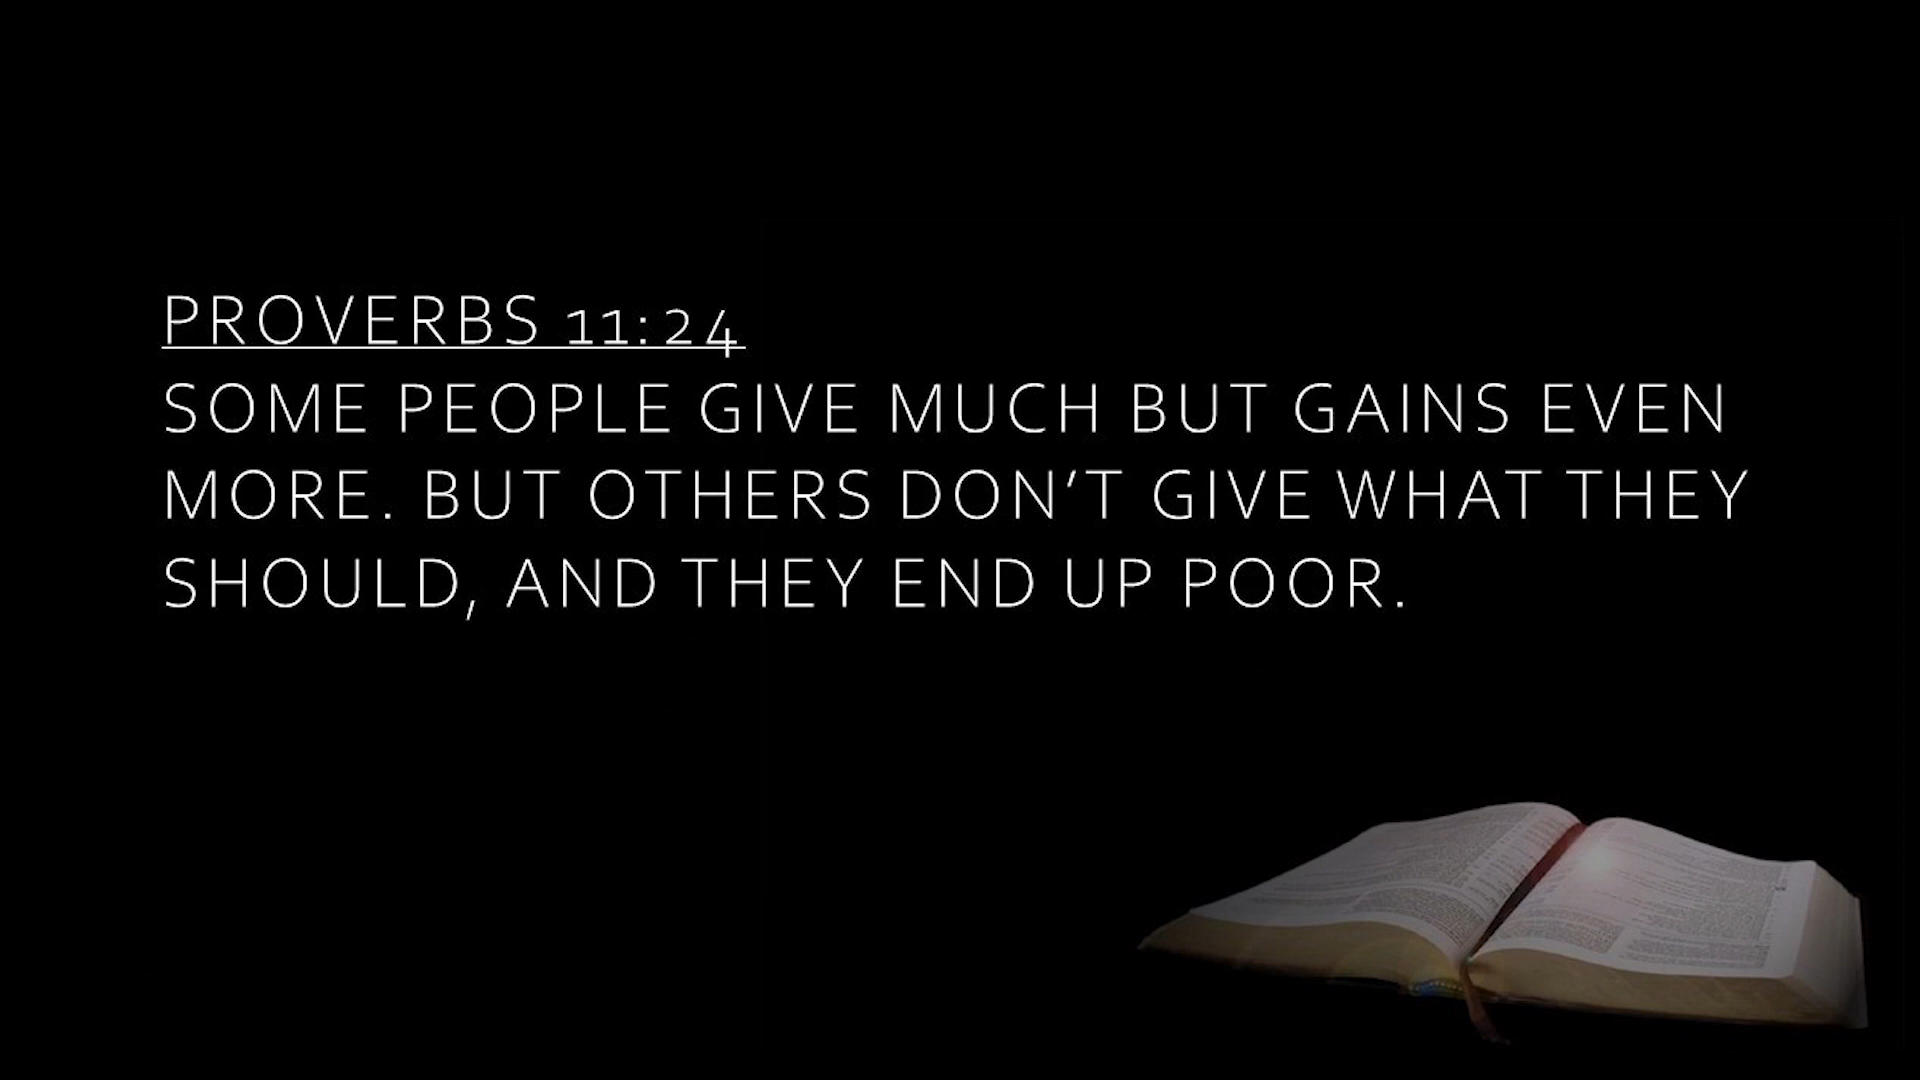 PROVERBS 11:24
SOME PEOPLE GIVE MUCH BUT GAINS EVEN
MORE. BUT OTHERS DON’T GIVE WHAT THEY
SHOULD, AND THEY END UP POOR.